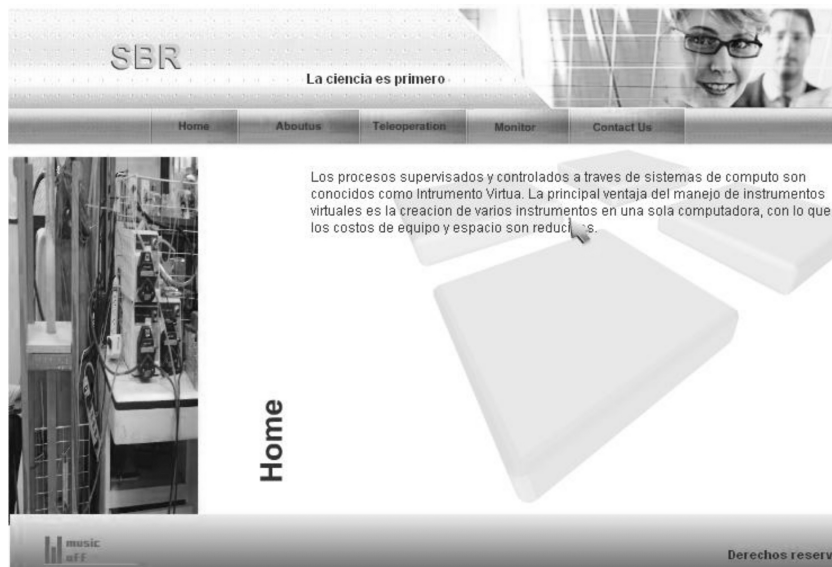 SBR
La ciencia es primero
Home
Aboutus
Teleoperation
Monitor
Contact Us
Los procesos supervisados y controlados a traves de sistemas de computo son
conocidos como Intrumento Virtua. La principal ventaja del manejo de instrumentos
virtuales es la creacion de varios instrumentos en una sola computadora, con lo que
los costos de equipo y espacio son
Home
music
off
Derechos reserv